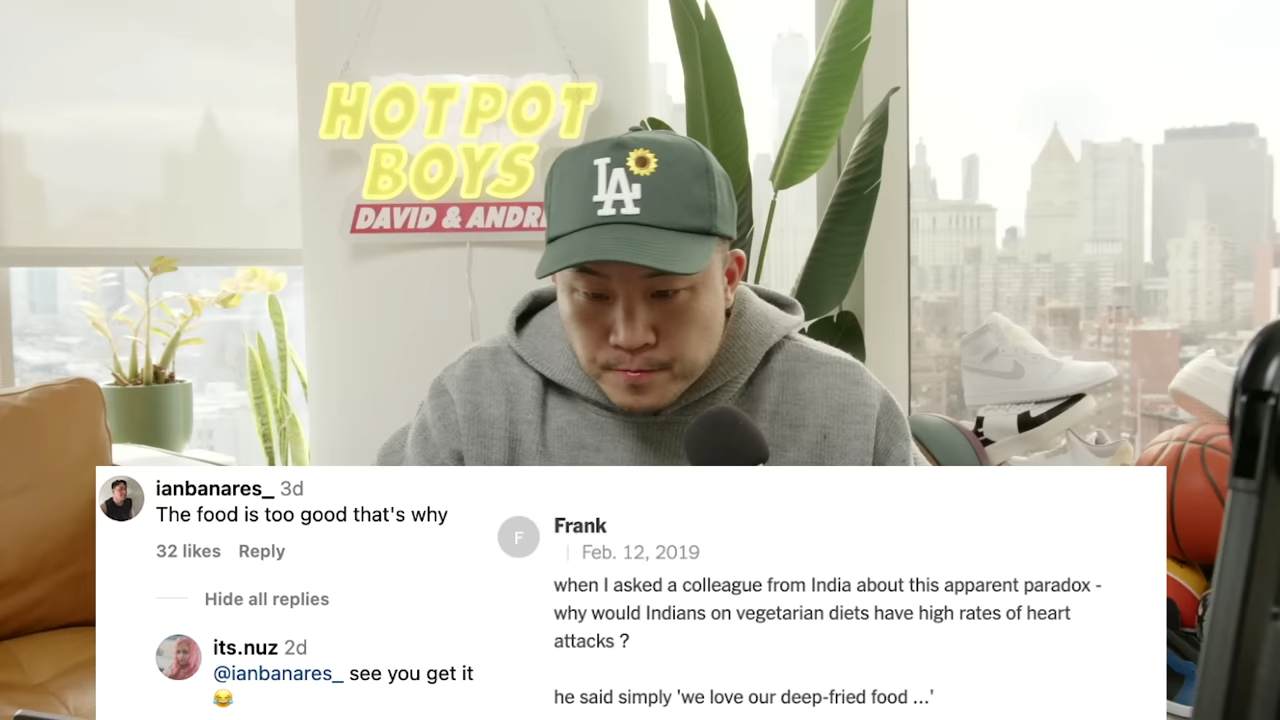 HOTPOT
BOYS
DAVID & ANDR
LA
ianbanares_ 3d
The food is too good that's why
32 likes Reply
Hide all replies
its.nuz 2d
@ianbanares_ see you get it
😂
F
Frank
| Feb. 12, 2019
when I asked a colleague from India about this apparent paradox -
why would Indians on vegetarian diets have high rates of heart
attacks ?
he said simply 'we love our deep-fried food ...'